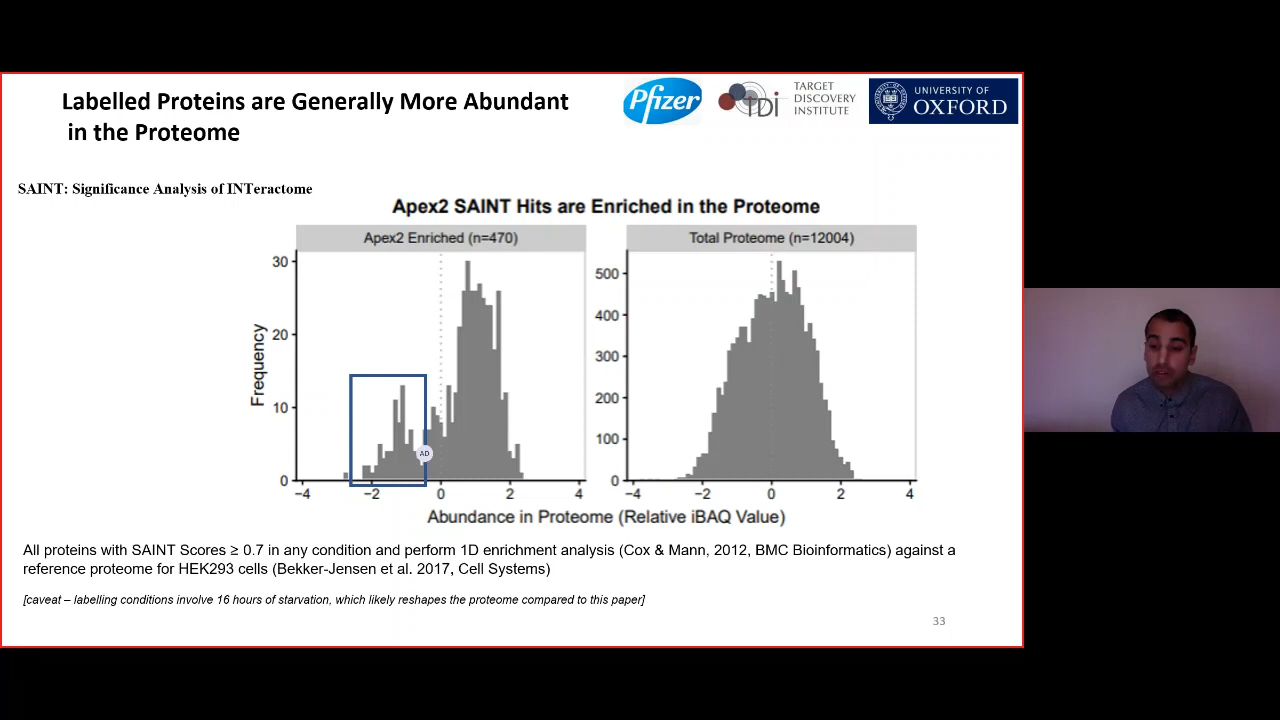 Labelled Proteins are Generally More Abundant
in the Proteome
Pfizer
TDi
TARGET
DISCOVERY
INSTITUTE
UNIVERSITY OF
OXFORD
SAINT: Significance Analysis of INTeractome
Apex2 SAINT Hits are Enriched in the Proteome
Apex2 Enriched (n=470)
Total Proteome (n=12004)
Frequency
30
20
10
0
500
400
300
200
100
0
AD
−4 −2 0 2 4
−4 −2 0 2 4
Abundance in Proteome (Relative iBAQ Value)
All proteins with SAINT Scores ≥ 0.7 in any condition and perform 1D enrichment analysis (Cox & Mann, 2012, BMC Bioinformatics) against a
reference proteome for HEK293 cells (Bekker-Jensen et al. 2017, Cell Systems)
[caveat – labelling conditions involve 16 hours of starvation, which likely reshapes the proteome compared to this paper]
33